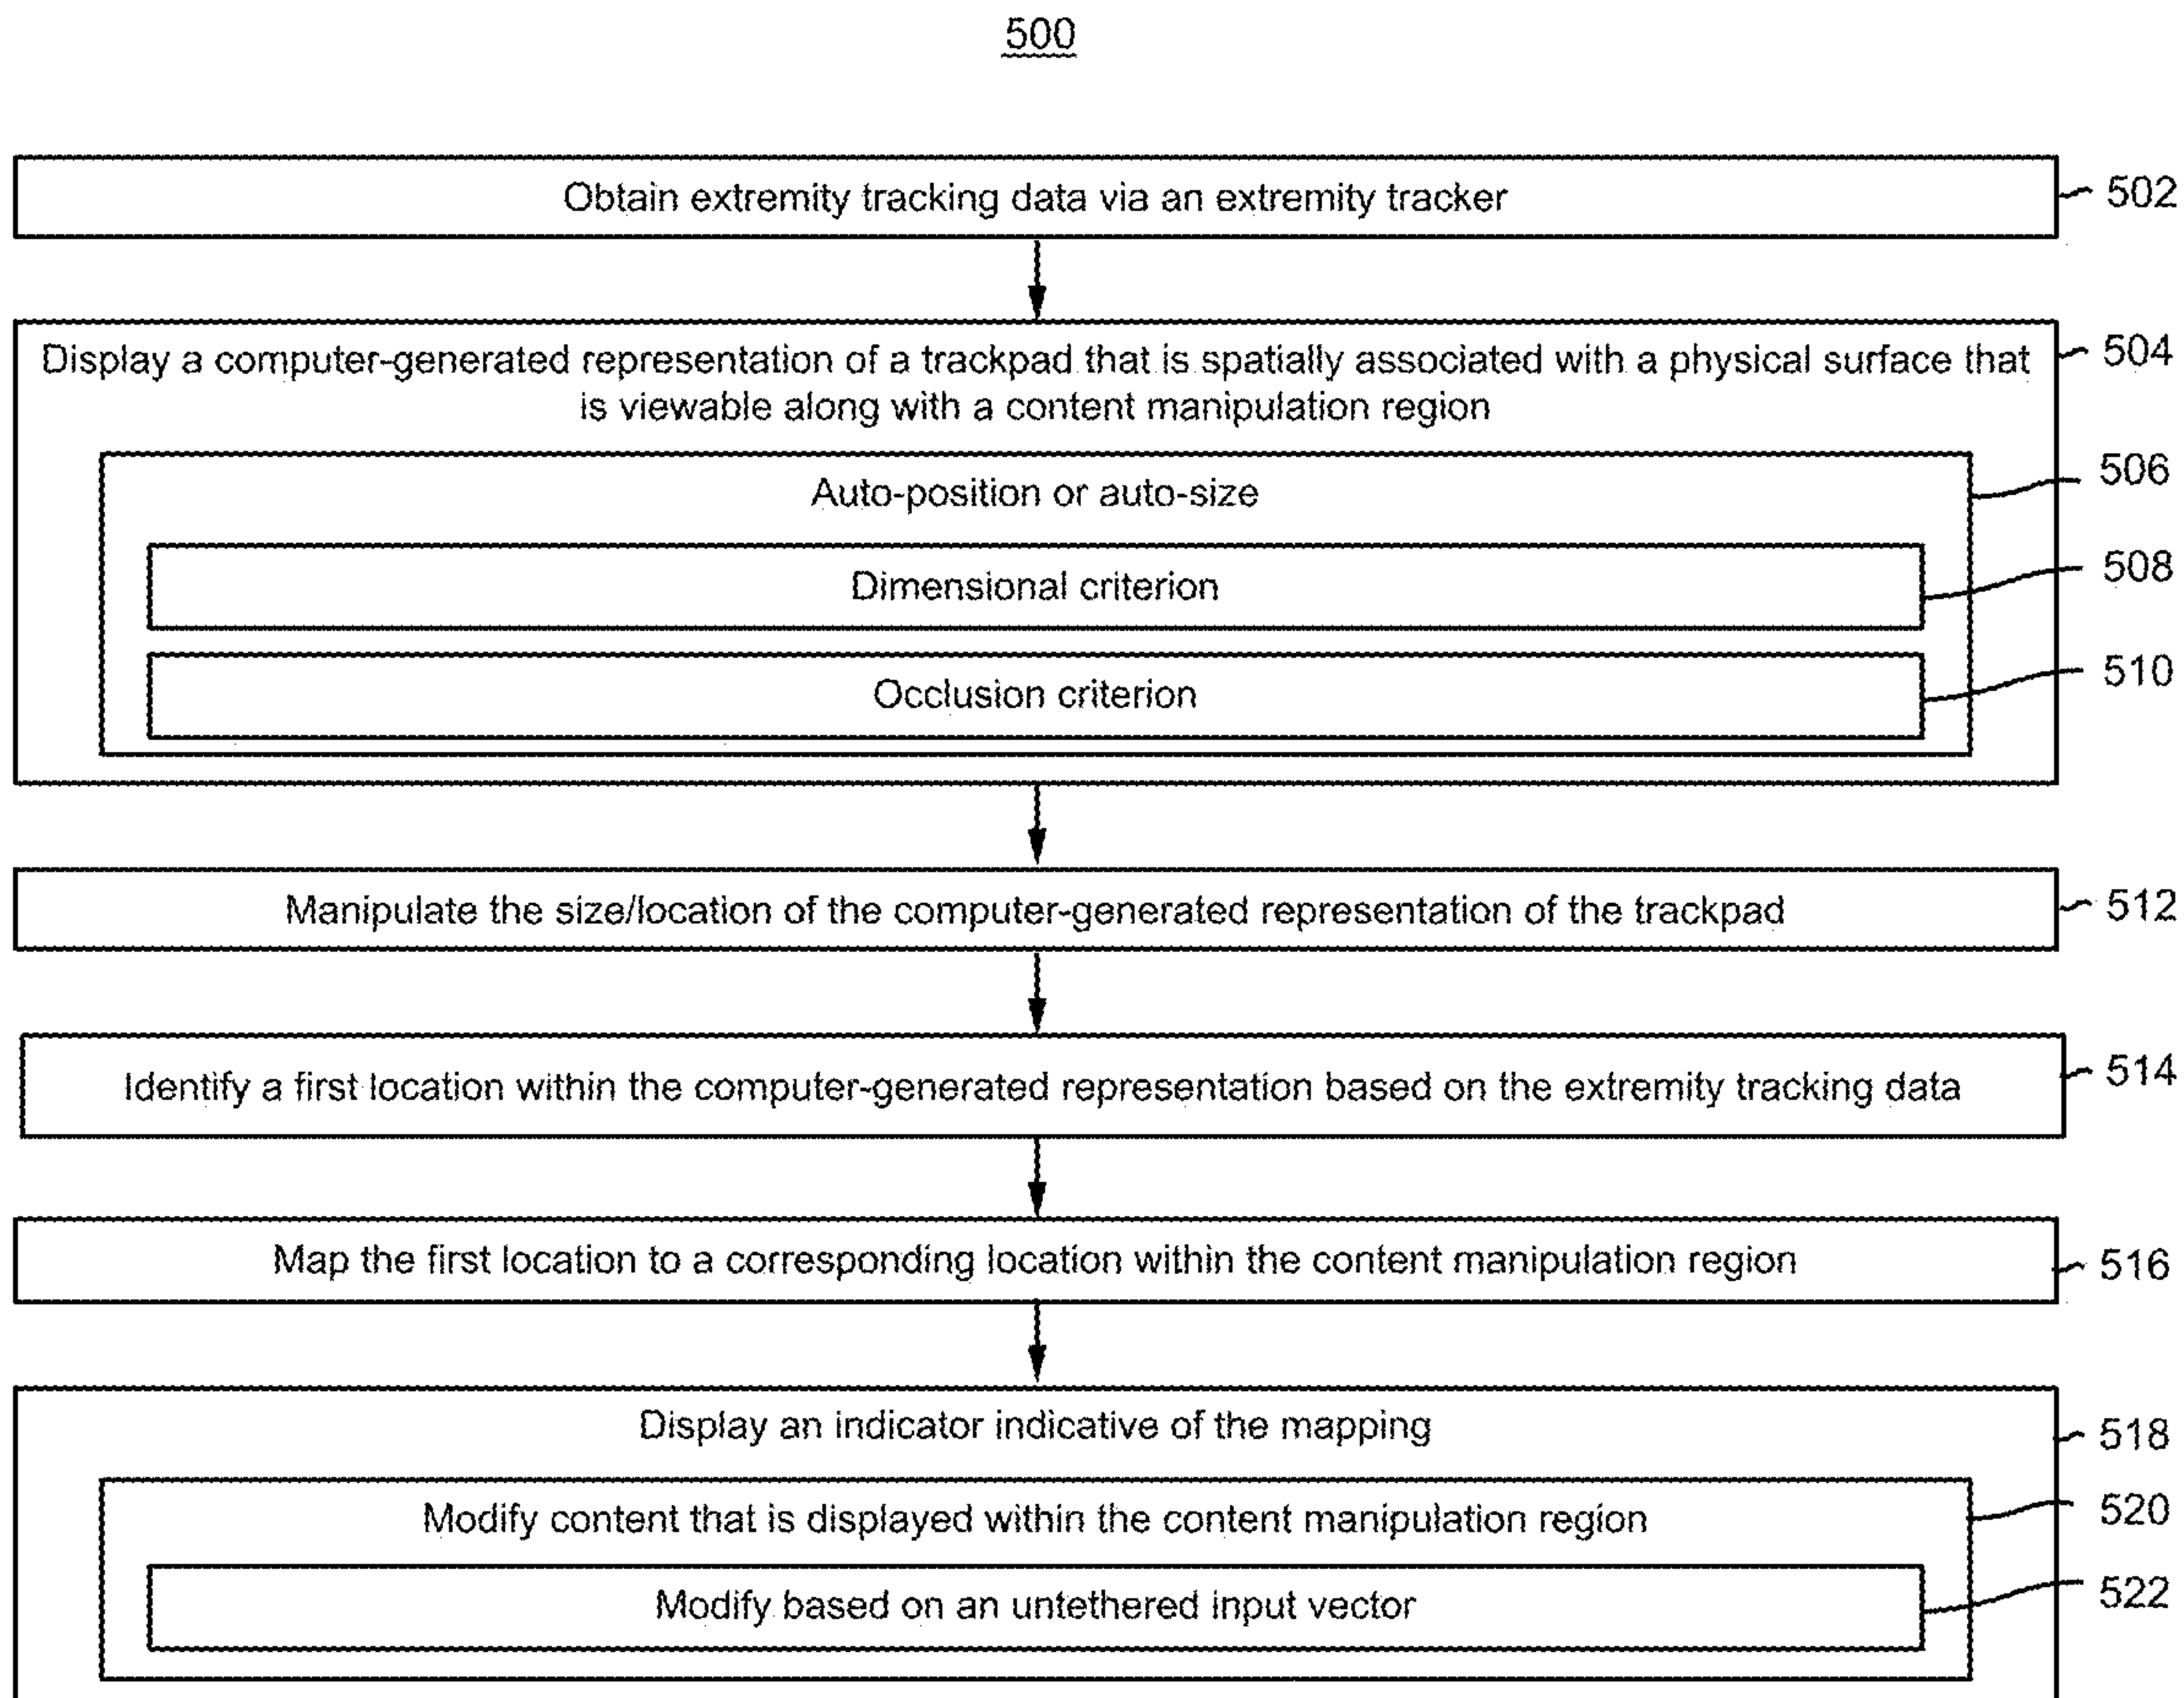 500
Obtain extremity tracking data via an extremity tracker
502
Display a computer-generated representation of a trackpad that is spatially associated with a physical surface that
is viewable along with a content manipulation region
504
Auto-position or auto-size
506
Dimensional criterion
508
Occlusion criterion
510
Manipulate the size/location of the computer-generated representation of the trackpad
512
Identify a first location within the computer-generated representation based on the extremity tracking data
514
Map the first location to a corresponding location within the content manipulation region
516
Display an indicator indicative of the mapping
518
Modify content that is displayed within the content manipulation region
520
Modify based on an untethered input vector
522